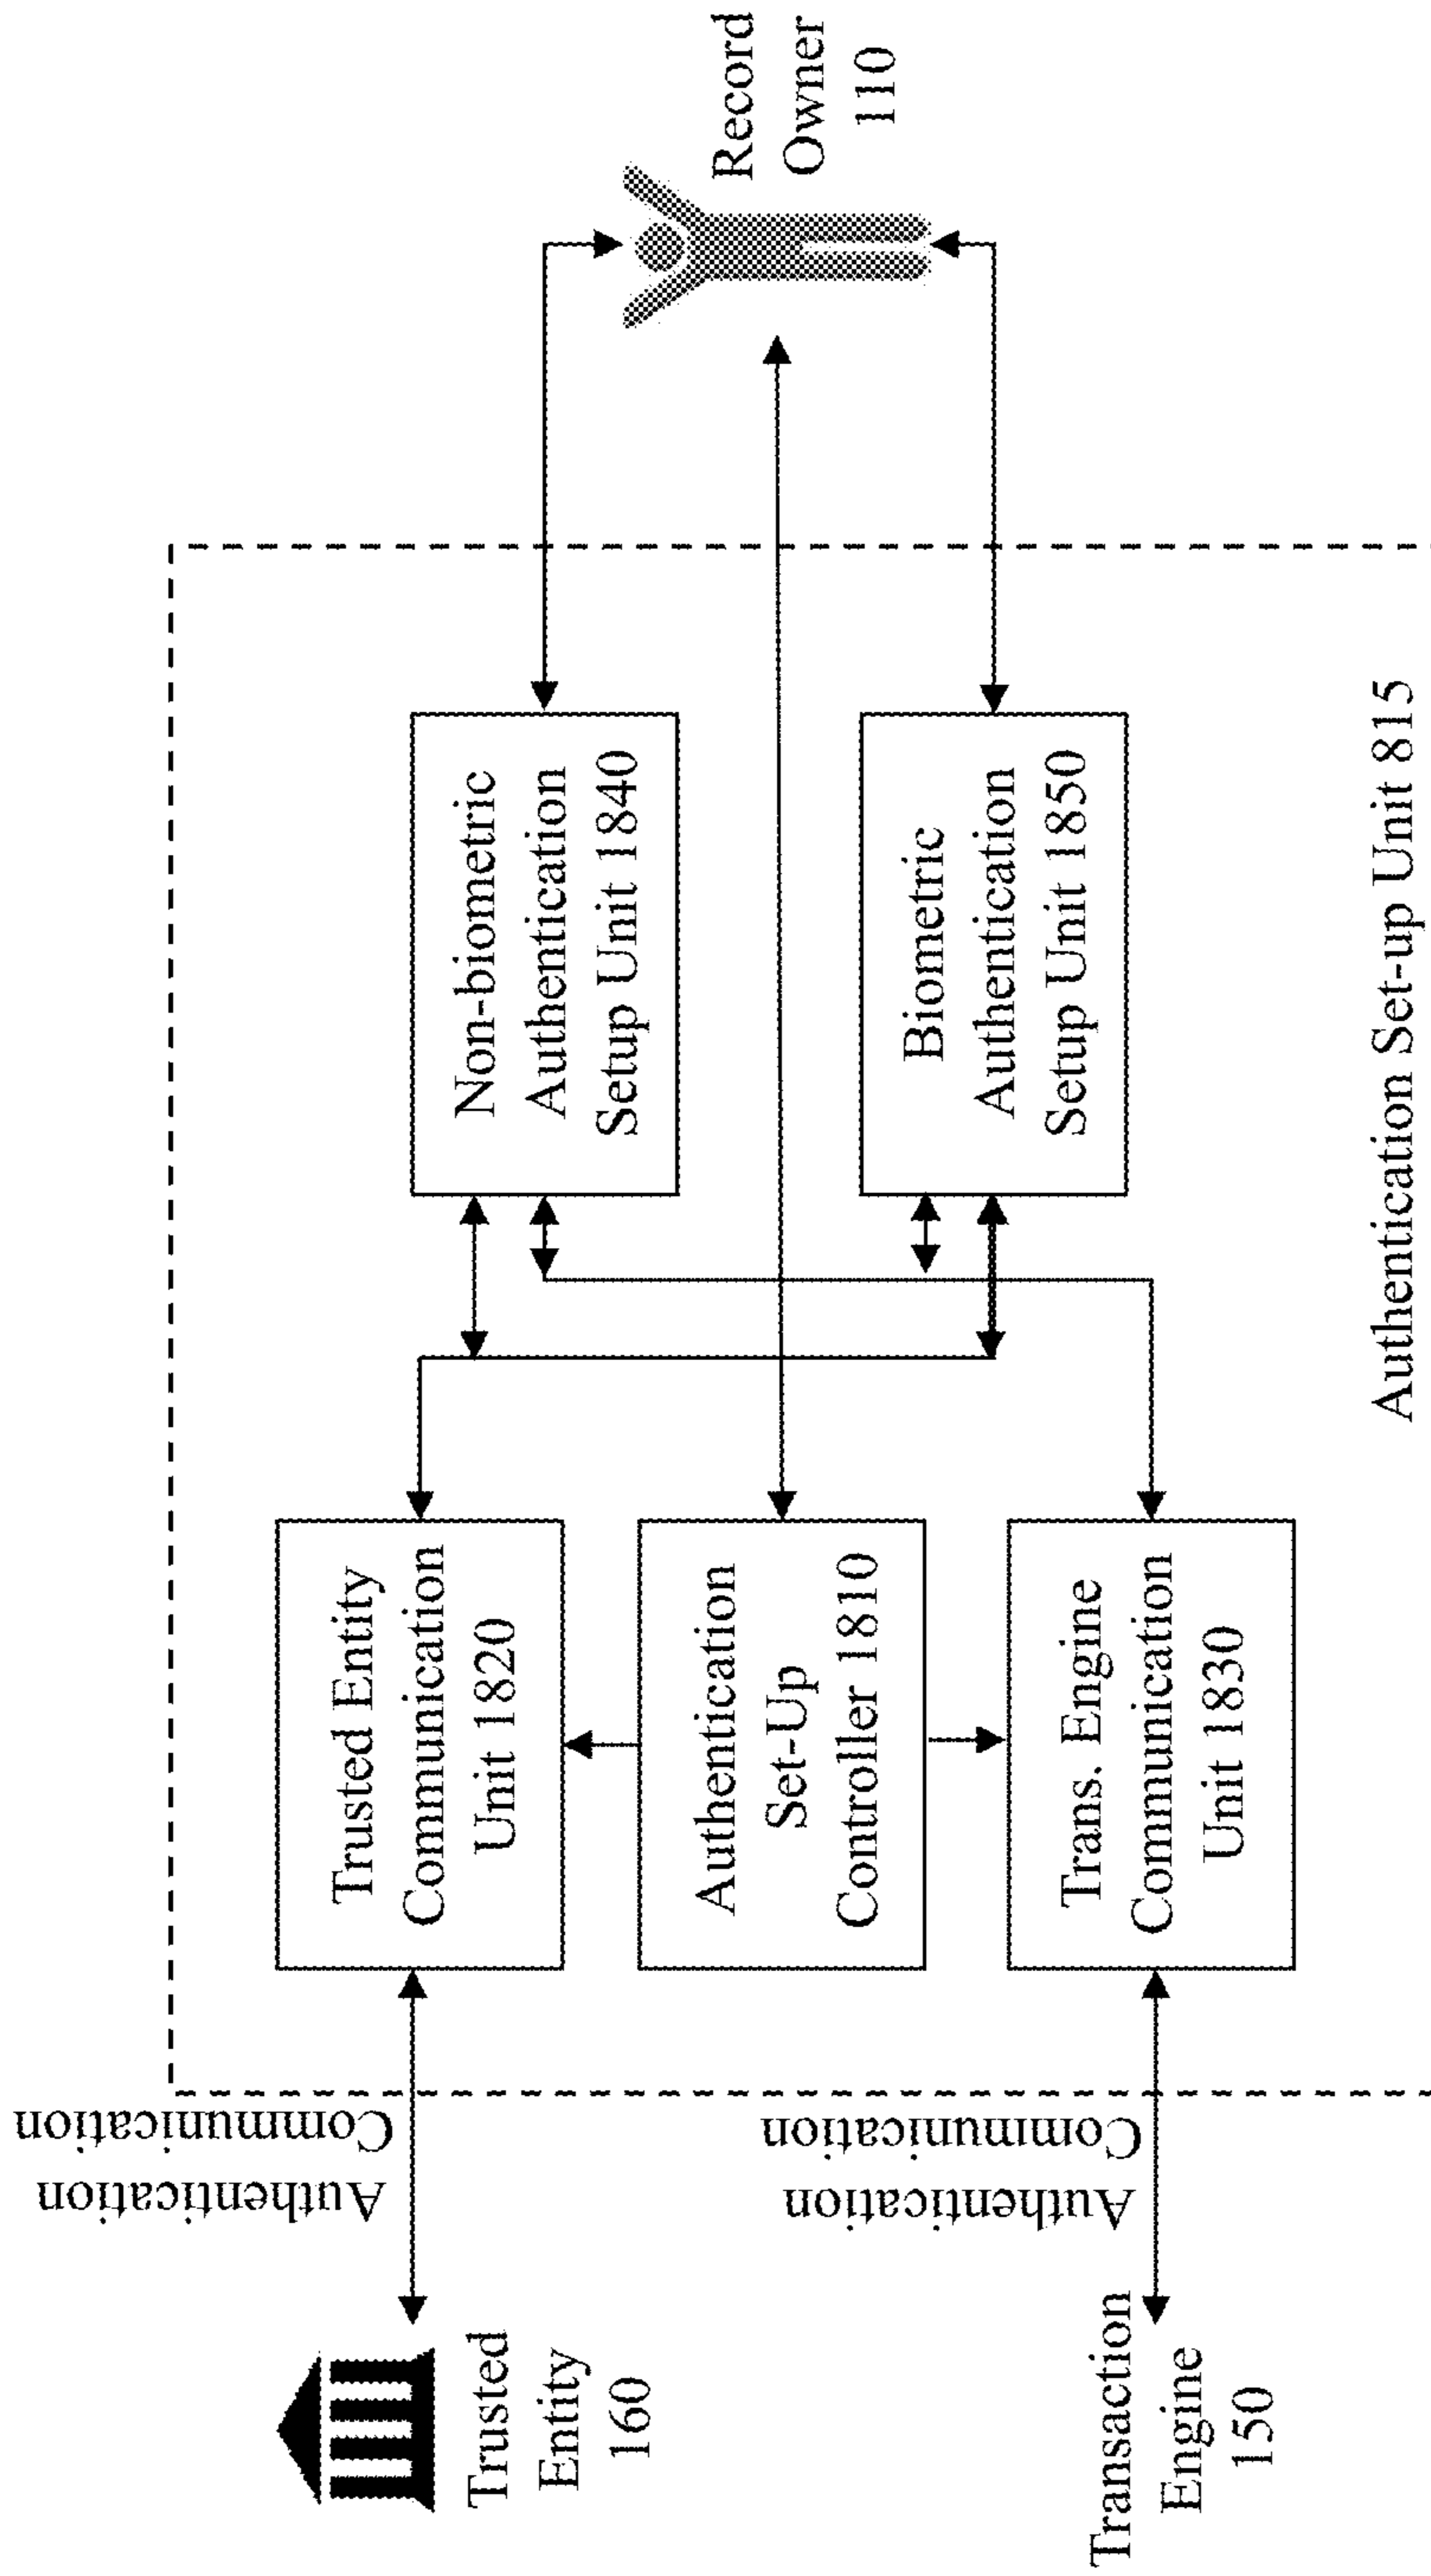 Trusted
Entity
160
Authentication
Communication
Trusted Entity
Communication
Unit 1820
Non-biometric
Authentication
Setup Unit 1840
Authentication
Set-Up
Controller 1810
Record
Owner
110
Transaction
Engine
150
Authentication
Communication
Trans. Engine
Communication
Unit 1830
Biometric
Authentication
Setup Unit 1850
Authentication Set-up Unit 815